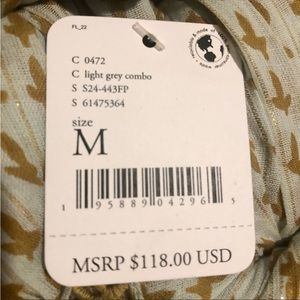 FL_22
C 0472
C light grey combo
S S24-443FP
S 61475364
size
M
1 95889 04296 5
MSRP $118.00 USD